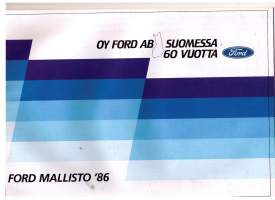 OY FORD AB SUOMESSA
60 VUOTTA
Ford
FORD MALLISTO '86